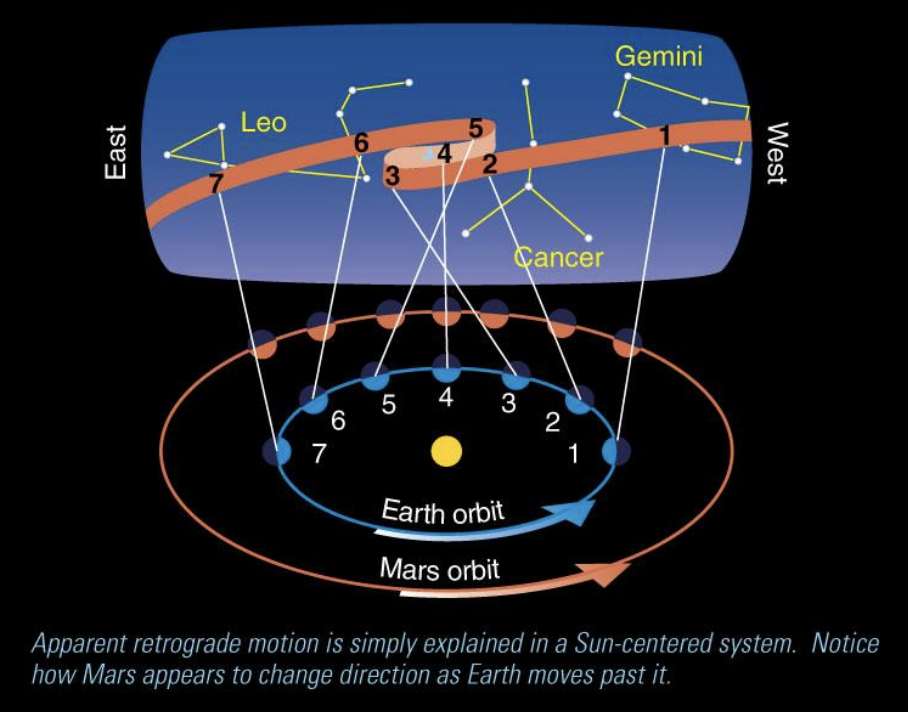 Gemini
Leo
East
West
5
6
4
1
2
3
7
Cancer
4
5
3
6
2
7
1
Earth orbit
Mars orbit
Apparent retrograde motion is simply explained in a Sun-centered system. Notice
how Mars appears to change direction as Earth moves past it.